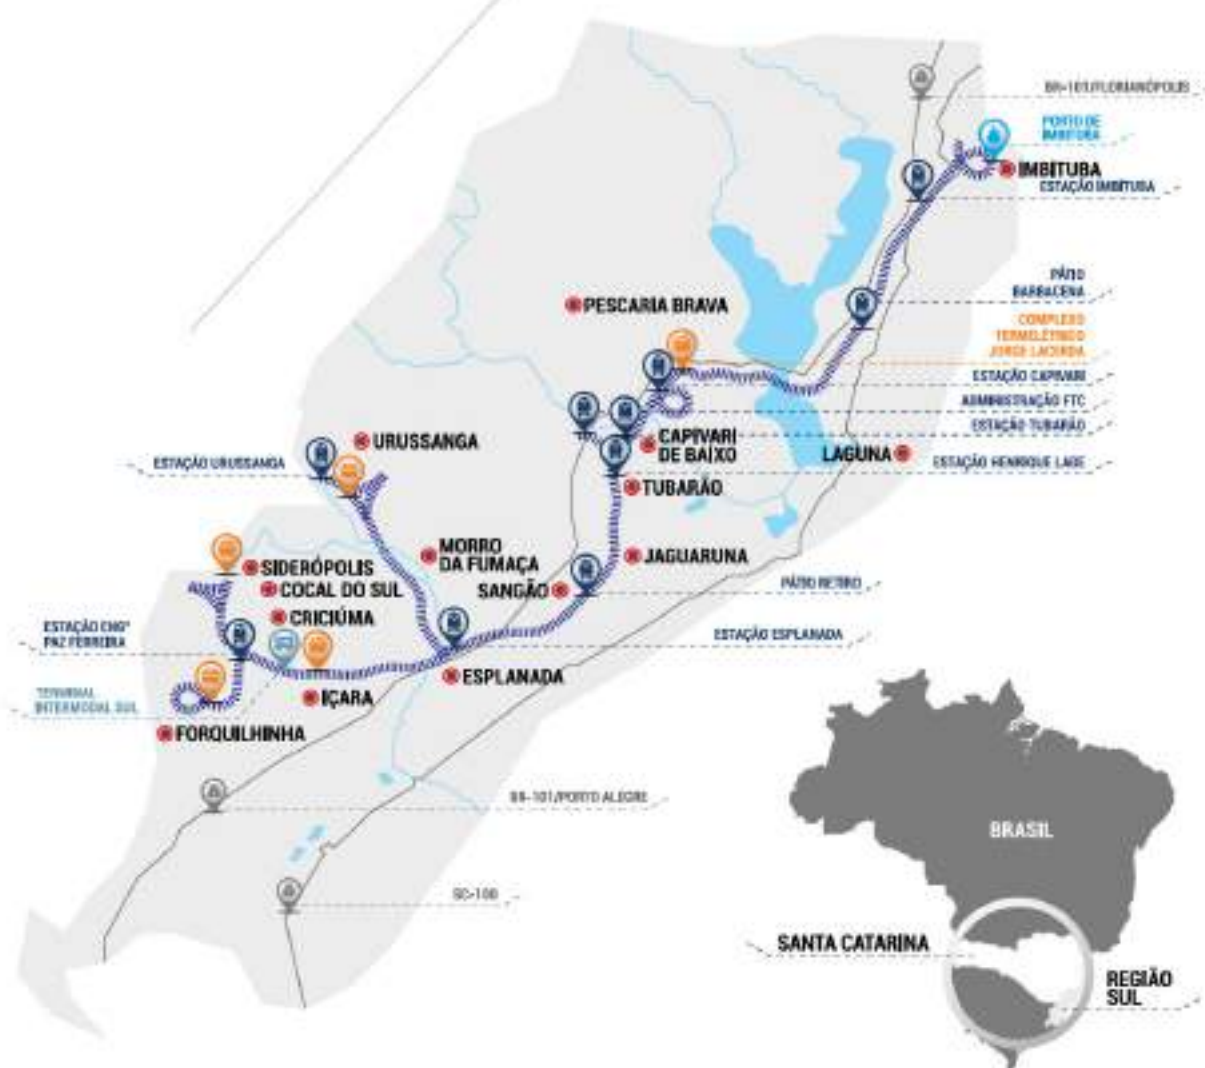 BR-101/FLORIANÓPOLIS
PORTO DE
IMBITUBA
IMBITUBA
ESTAÇÃO IMBITUBA
PÁTIO
BARBACENA
PESCARIA BRAVA
COMPLEXO
TERMELÉTRICO
JORGE LACERDA
ESTAÇÃO CAPIVARI
ADMINISTRAÇÃO FTC
ESTAÇÃO TUBARÃO
CAPIVARI
DE BAIXO
LAGUNA
ESTAÇÃO HENRIQUE LAGE
URUSSANGA
ESTAÇÃO URUSSANGA
TUBARÃO
MORRO
DA FUMAÇA
JAGUARUNA
SIDERÓPOLIS
COCAL DO SUL
SANGÃO
PÁTIO RETIRO
CRICIÚMA
ESTAÇÃO ENGº
PAZ FERREIRA
ESTAÇÃO ESPLANADA
ESPLANADA
TERMINAL
INTERMODAL SUL
IÇARA
FORQUILHINHA
BR-101/PORTO ALEGRE
BRASIL
SC-100
SANTA CATARINA
REGIÃO
SUL